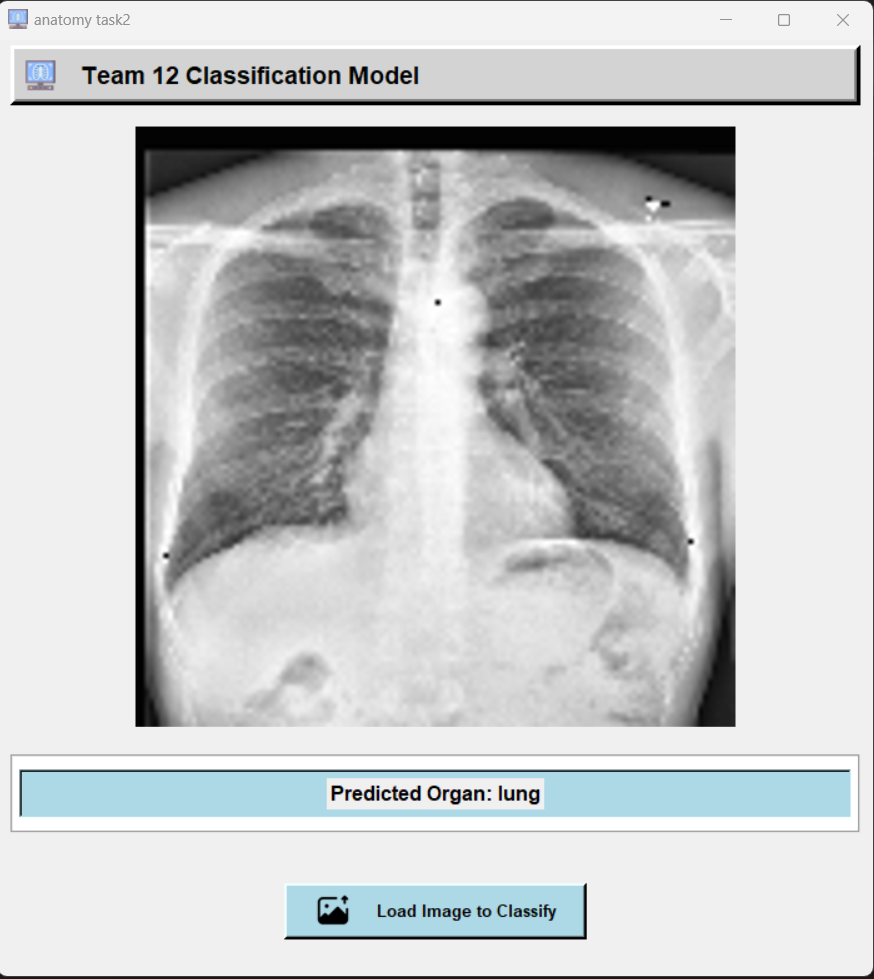 anatomy task2
Team 12 Classification Model
Predicted Organ: lung
Load Image to Classify